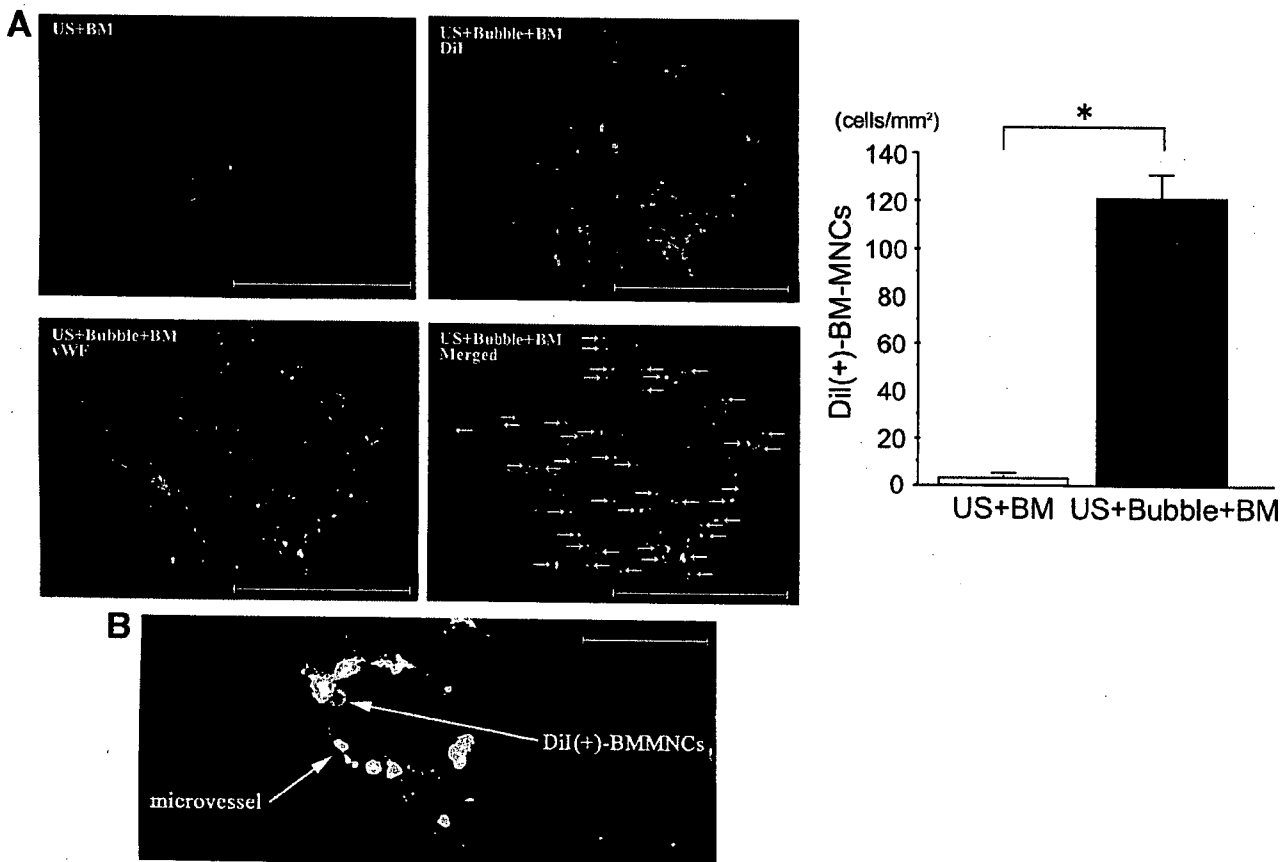 A
US+BM
US+Bubble+BM
DiI
US+Bubble+BM
vWF
US+Bubble+BM
Merged
(cells/mm²)
*
DiI(+)-BM-MNCs
140
120
100
80
60
40
20
0
US+BM
US+Bubble+BM
B
DiI(+)-BMMNCs
microvessel